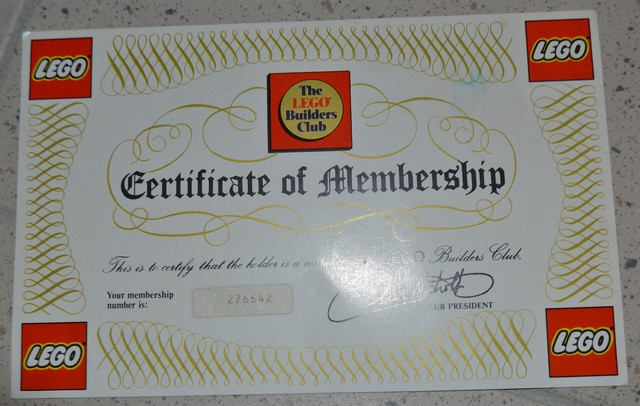 LEGO
LEGO
The
LEGO
Builders
Club
Certificate of Membership
This is to certify that the holder is a LEGO Builders Club.
Your membership
number is:
276642
PRESIDENT
LEGO
LEGO